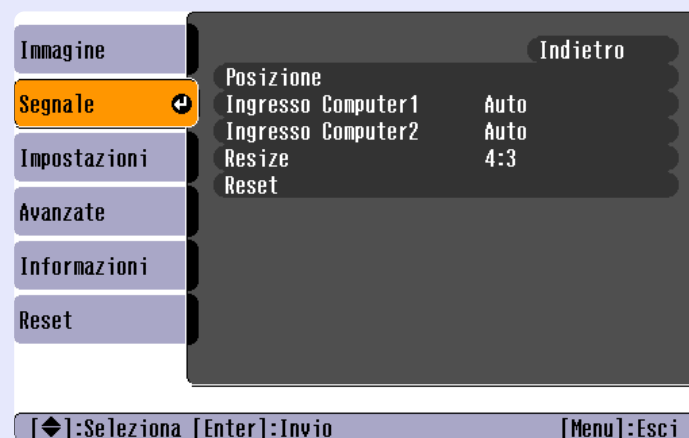 Immagine
Segnale
Impostazioni
Avanzate
Informazioni
Reset
Indietro
Posizione
Ingresso Computer1 Auto
Ingresso Computer2 Auto
Resize 4:3
Reset
[◆]:Seleziona [Enter]:Invio [Menu]:Esci